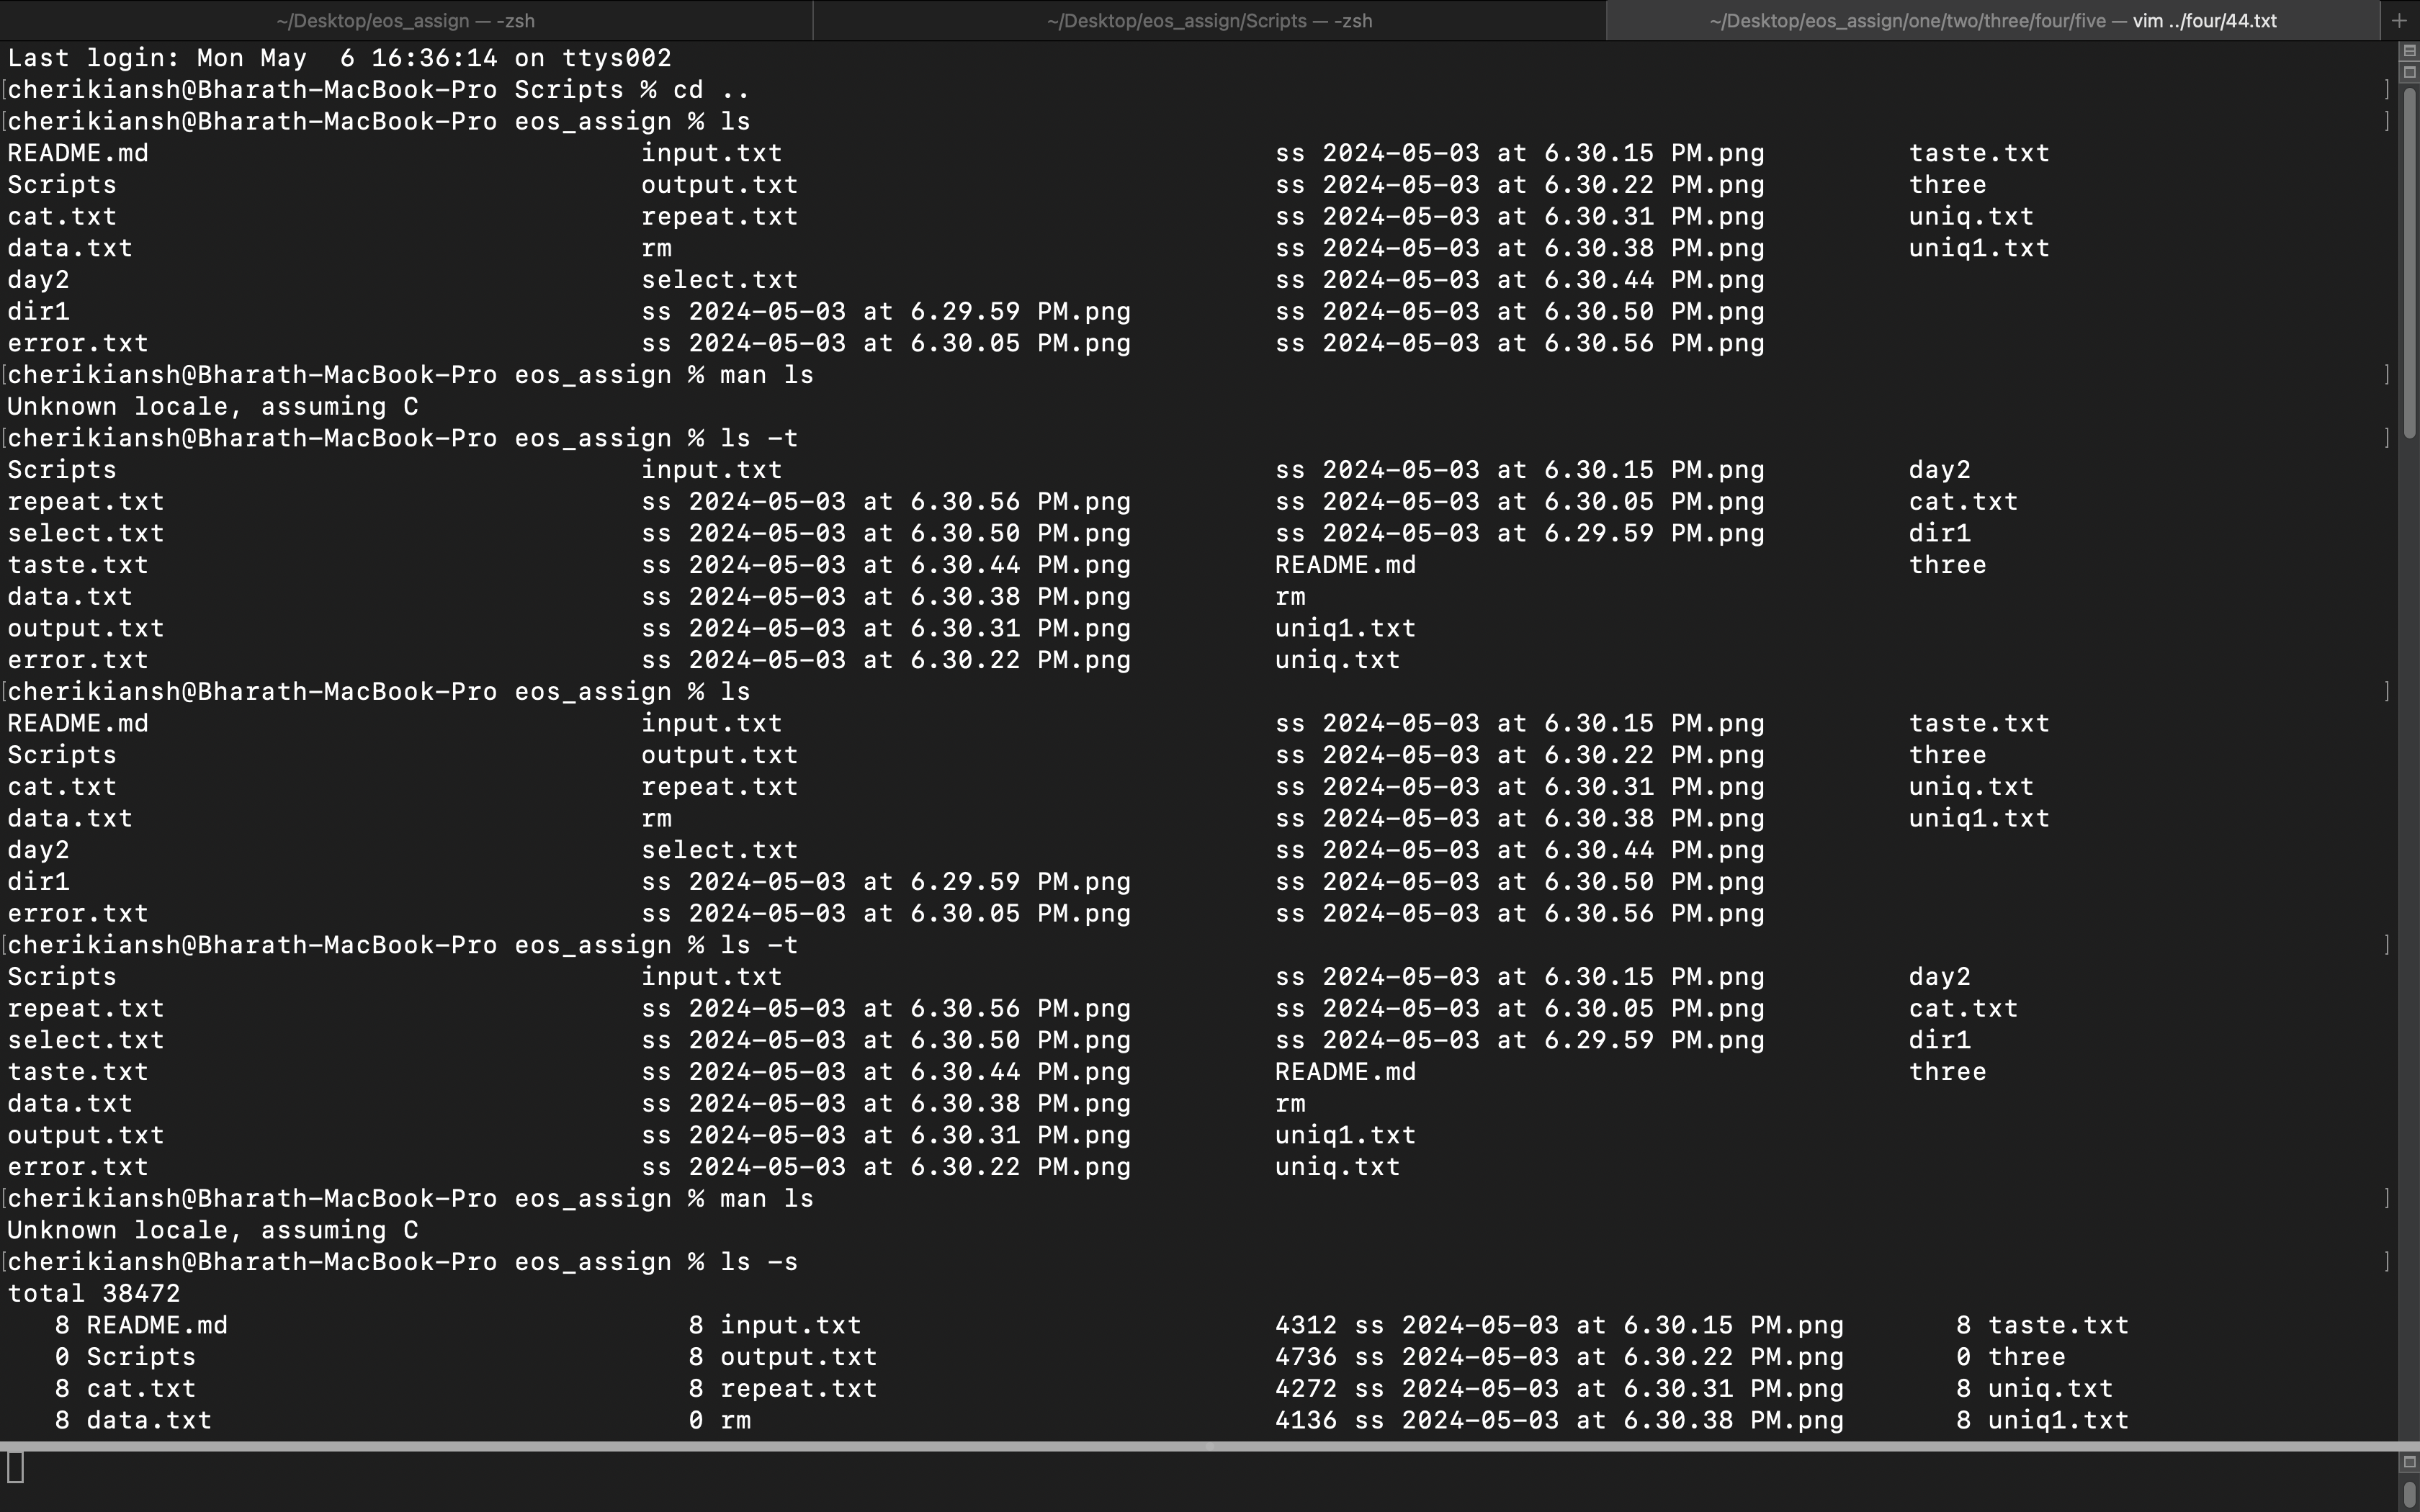 ~/Desktop/eos_assign — -zsh ~/Desktop/eos_assign/Scripts — -zsh ~/Desktop/eos_assign/one/two/three/four/five — vim ../four/44.txt +
Last login: Mon May  6 16:36:14 on ttys002
[cherikiansh@Bharath-MacBook-Pro Scripts % cd .. ]
[cherikiansh@Bharath-MacBook-Pro eos_assign % ls ]
README.md input.txt ss 2024-05-03 at 6.30.15 PM.png taste.txt
Scripts output.txt ss 2024-05-03 at 6.30.22 PM.png three
cat.txt repeat.txt ss 2024-05-03 at 6.30.31 PM.png uniq.txt
data.txt rm ss 2024-05-03 at 6.30.38 PM.png uniq1.txt
day2 select.txt ss 2024-05-03 at 6.30.44 PM.png
dir1 ss 2024-05-03 at 6.29.59 PM.png ss 2024-05-03 at 6.30.50 PM.png
error.txt ss 2024-05-03 at 6.30.05 PM.png ss 2024-05-03 at 6.30.56 PM.png
[cherikiansh@Bharath-MacBook-Pro eos_assign % man ls ]
Unknown locale, assuming C
[cherikiansh@Bharath-MacBook-Pro eos_assign % ls -t ]
Scripts input.txt ss 2024-05-03 at 6.30.15 PM.png day2
repeat.txt ss 2024-05-03 at 6.30.56 PM.png ss 2024-05-03 at 6.30.05 PM.png cat.txt
select.txt ss 2024-05-03 at 6.30.50 PM.png ss 2024-05-03 at 6.29.59 PM.png dir1
taste.txt ss 2024-05-03 at 6.30.44 PM.png README.md three
data.txt ss 2024-05-03 at 6.30.38 PM.png rm
output.txt ss 2024-05-03 at 6.30.31 PM.png uniq1.txt
error.txt ss 2024-05-03 at 6.30.22 PM.png uniq.txt
[cherikiansh@Bharath-MacBook-Pro eos_assign % ls ]
README.md input.txt ss 2024-05-03 at 6.30.15 PM.png taste.txt
Scripts output.txt ss 2024-05-03 at 6.30.22 PM.png three
cat.txt repeat.txt ss 2024-05-03 at 6.30.31 PM.png uniq.txt
data.txt rm ss 2024-05-03 at 6.30.38 PM.png uniq1.txt
day2 select.txt ss 2024-05-03 at 6.30.44 PM.png
dir1 ss 2024-05-03 at 6.29.59 PM.png ss 2024-05-03 at 6.30.50 PM.png
error.txt ss 2024-05-03 at 6.30.05 PM.png ss 2024-05-03 at 6.30.56 PM.png
[cherikiansh@Bharath-MacBook-Pro eos_assign % ls -t ]
Scripts input.txt ss 2024-05-03 at 6.30.15 PM.png day2
repeat.txt ss 2024-05-03 at 6.30.56 PM.png ss 2024-05-03 at 6.30.05 PM.png cat.txt
select.txt ss 2024-05-03 at 6.30.50 PM.png ss 2024-05-03 at 6.29.59 PM.png dir1
taste.txt ss 2024-05-03 at 6.30.44 PM.png README.md three
data.txt ss 2024-05-03 at 6.30.38 PM.png rm
output.txt ss 2024-05-03 at 6.30.31 PM.png uniq1.txt
error.txt ss 2024-05-03 at 6.30.22 PM.png uniq.txt
[cherikiansh@Bharath-MacBook-Pro eos_assign % man ls ]
Unknown locale, assuming C
[cherikiansh@Bharath-MacBook-Pro eos_assign % ls -s ]
total 38472
8 README.md 8 input.txt 4312 ss 2024-05-03 at 6.30.15 PM.png 8 taste.txt
0 Scripts 8 output.txt 4736 ss 2024-05-03 at 6.30.22 PM.png 0 three
8 cat.txt 8 repeat.txt 4272 ss 2024-05-03 at 6.30.31 PM.png 8 uniq.txt
8 data.txt 0 rm 4136 ss 2024-05-03 at 6.30.38 PM.png 8 uniq1.txt